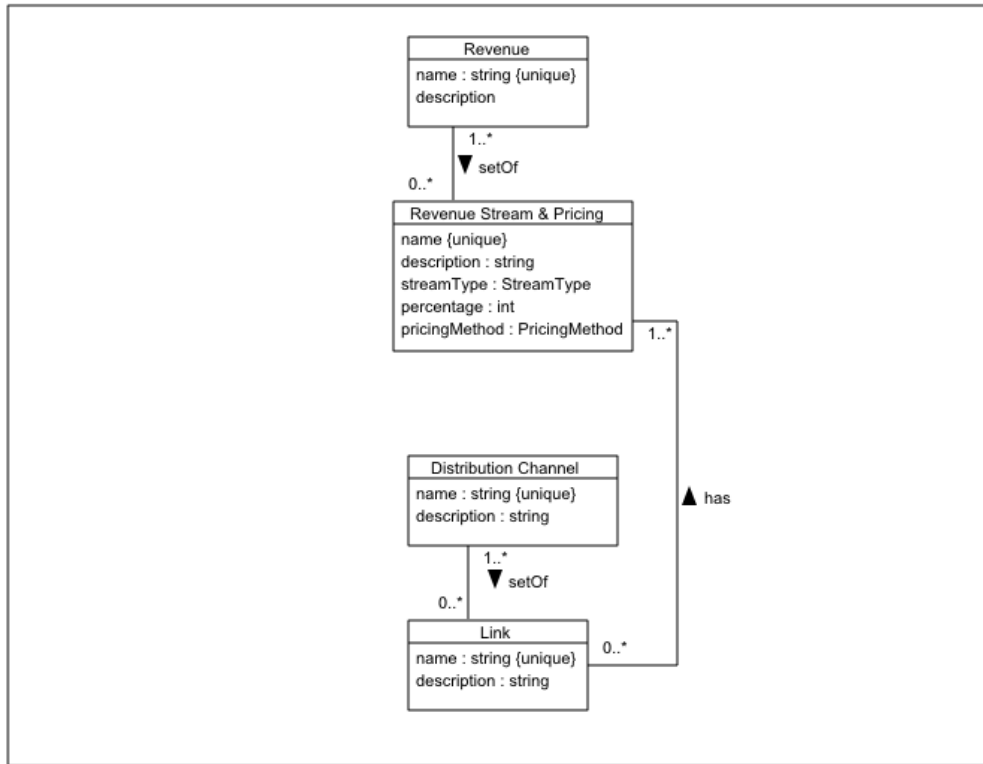 Revenue
name : string {unique}
description
1..*
setOf
0..*
Revenue Stream & Pricing
name {unique}
description : string
streamType : StreamType
percentage : int
pricingMethod : PricingMethod
1..*
Distribution Channel
name : string {unique}
description : string
has
1..*
setOf
0..*
Link
name : string {unique}
description : string
0..*